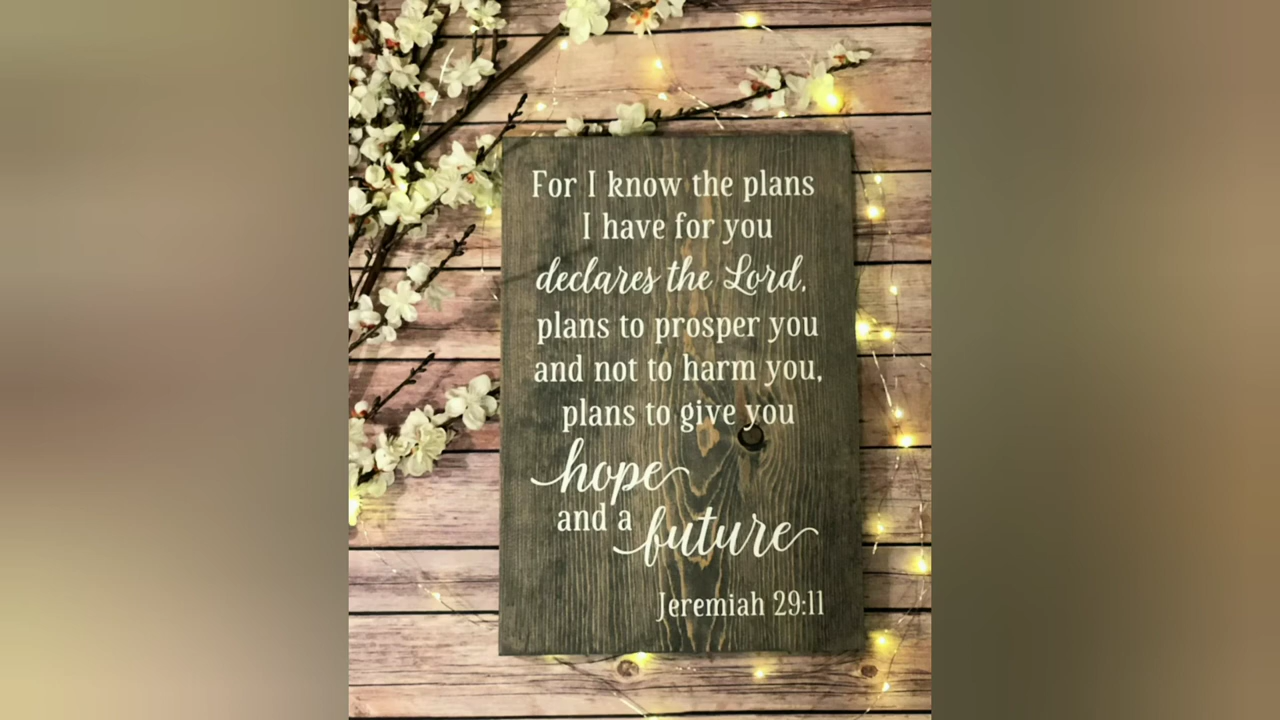 For I know the plans
I have for you
declares the Lord,
plans to prosper you
and not to harm you,
plans to give you
hope
and a future
Jeremiah 29:11